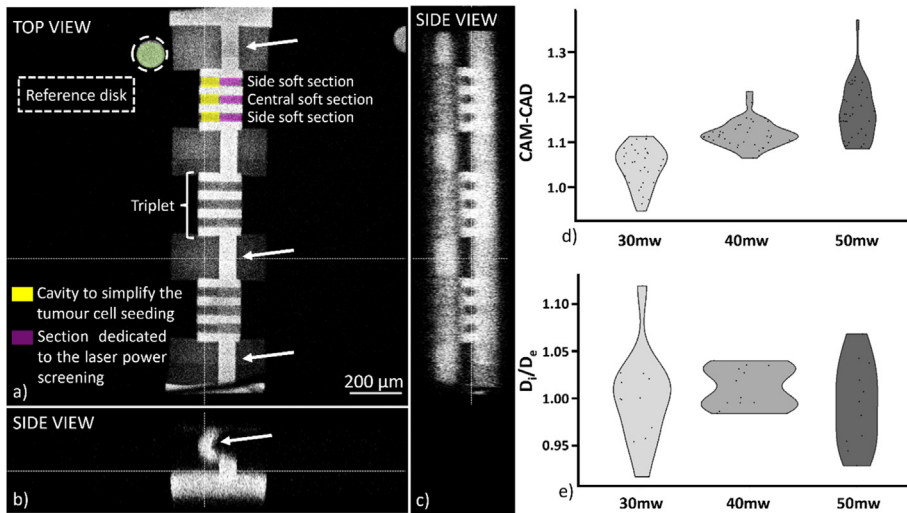 TOP VIEW
Reference disk
Side soft section
Central soft section
Side soft section
Triplet
Cavity to simplify the
tumour cell seeding
Section dedicated
to the laser power
screening
200 µm
a)
SIDE VIEW
b)
SIDE VIEW
c)
CAM-CAD
1.3
1.2
1.1
1.0
30mw 40mw 50mw
d)
Di/De
1.10
1.05
1.00
0.95
30mw 40mw 50mw
e)